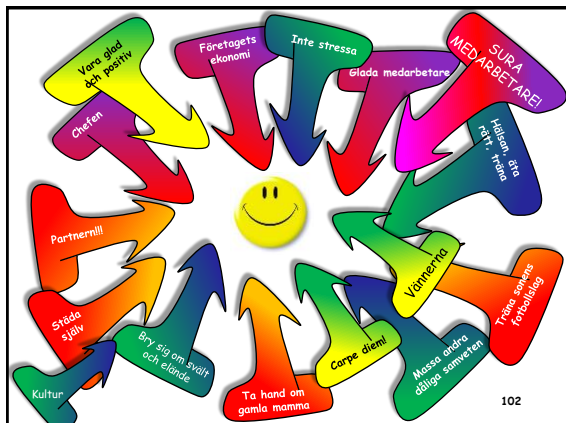 Vara glad
och positiv
Företagets
ekonomi
Inte stressa
Glada medarbetare
SURA
MEDARBETARE!
Chefen
Hälsan, äta
rätt, träna
Partnern!!!
Vännerna
Träna sonens
fotbollslag
Städa
själv
Bry sig om svält
och elände
Carpe diem!
Massa andra
dåliga samveten
Kultur
Ta hand om
gamla mamma
102